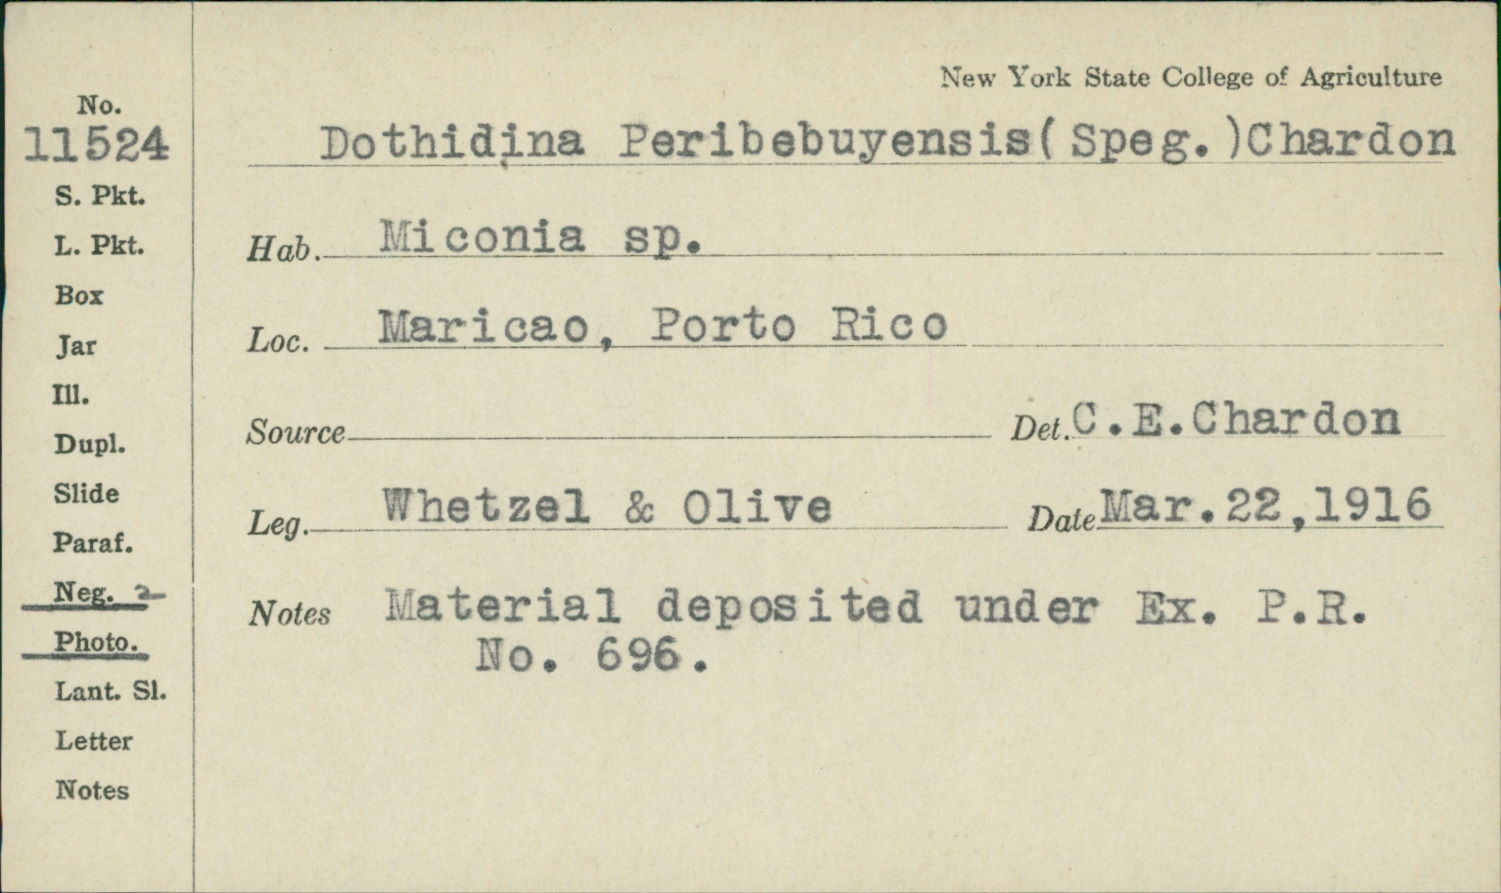 New York State College of Agriculture
No.
11524
Dothidina Peribebuyensis(Speg.)Chardon
S. Pkt.
L. Pkt.
Hab. Miconia sp.
Box
Jar
Loc. Maricao, Porto Rico
Ill.
Dupl.
Source Det. C.E.Chardon
Slide
Leg. Whetzel & Olive Date Mar.22,1916
Paraf.
Neg. 2
Notes Material deposited under Ex. P.R.
No. 696.
Photo.
Lant. Sl.
Letter
Notes